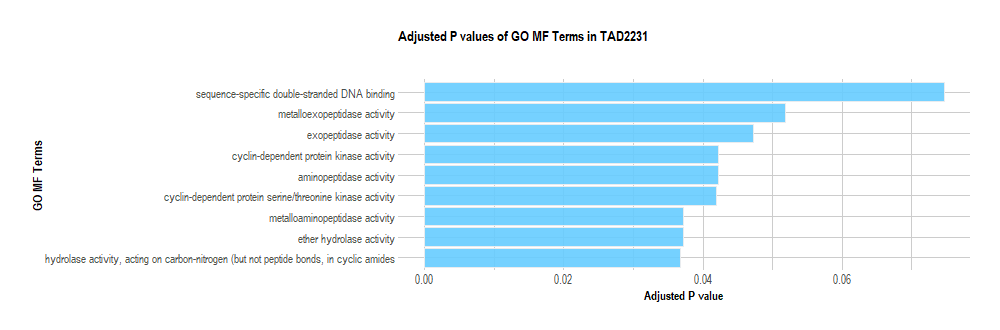 Adjusted P values of GO MF Terms in TAD2231
GO MF Terms
sequence-specific double-stranded DNA binding
metalloexopeptidase activity
exopeptidase activity
cyclin-dependent protein kinase activity
aminopeptidase activity
cyclin-dependent protein serine/threonine kinase activity
metalloaminopeptidase activity
ether hydrolase activity
hydrolase activity, acting on carbon-nitrogen (but not peptide bonds, in cyclic amides
0.00 0.02 0.04 0.06
Adjusted P value